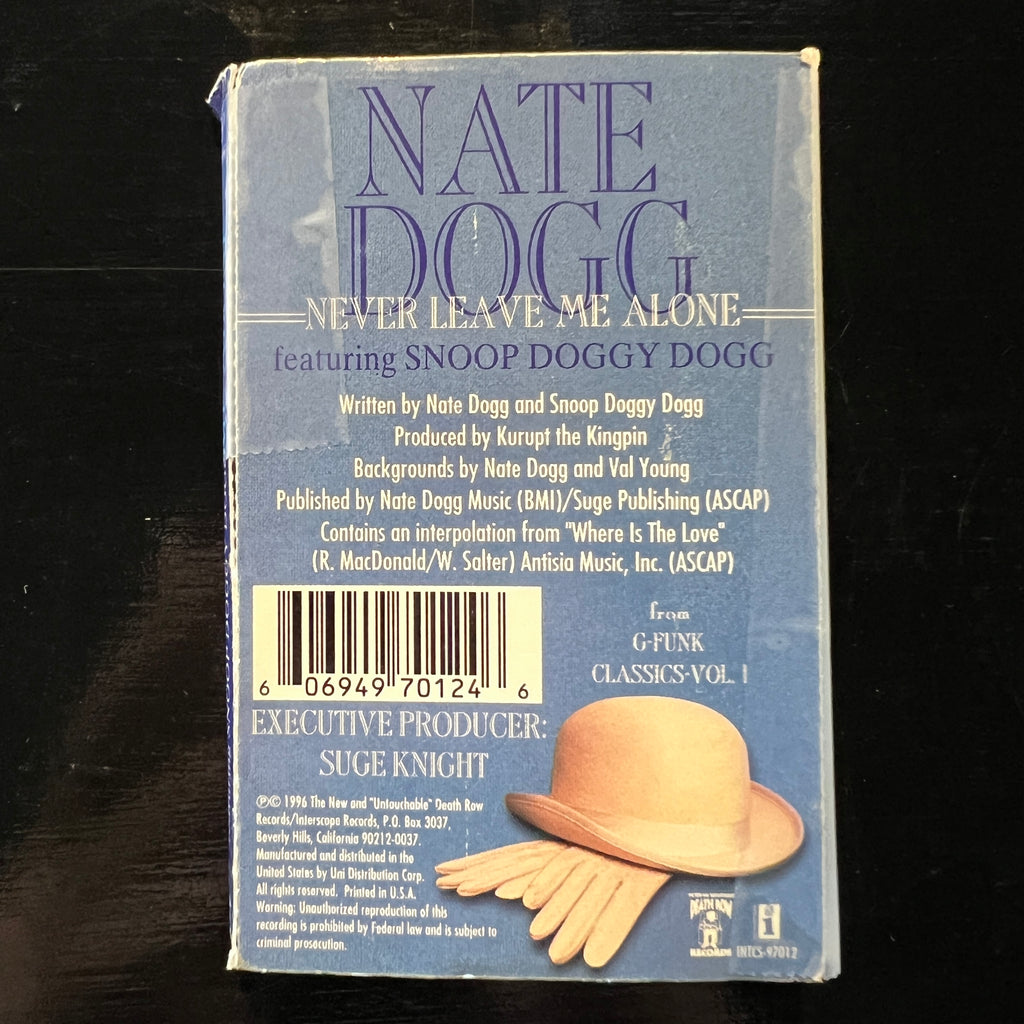 NATE
DOGG
NEVER LEAVE ME ALONE
featuring SNOOP DOGGY DOGG
Written by Nate Dogg and Snoop Doggy Dogg
Produced by Kurupt the Kingpin
Backgrounds by Nate Dogg and Val Young
Published by Nate Dogg Music (BMI)/Suge Publishing (ASCAP)
Contains an interpolation from "Where Is The Love"
(R. MacDonald/W. Salter) Antisia Music, Inc. (ASCAP)
6 06949 70124 6
from
G-FUNK
CLASSICS-VOL. 1
EXECUTIVE PRODUCER:
SUGE KNIGHT
℗© 1996 The New and "Untouchable" Death Row
Records/Interscope Records, P.O. Box 3037,
Beverly Hills, California 90212-0037.
Manufactured and distributed in the
United States by Uni Distribution Corp.
All rights reserved. Printed in U.S.A.
Warning: Unauthorized reproduction of this
recording is prohibited by Federal law and is subject to
criminal prosecution.
DEATH ROW
RECORDS
i
INTCS-97012